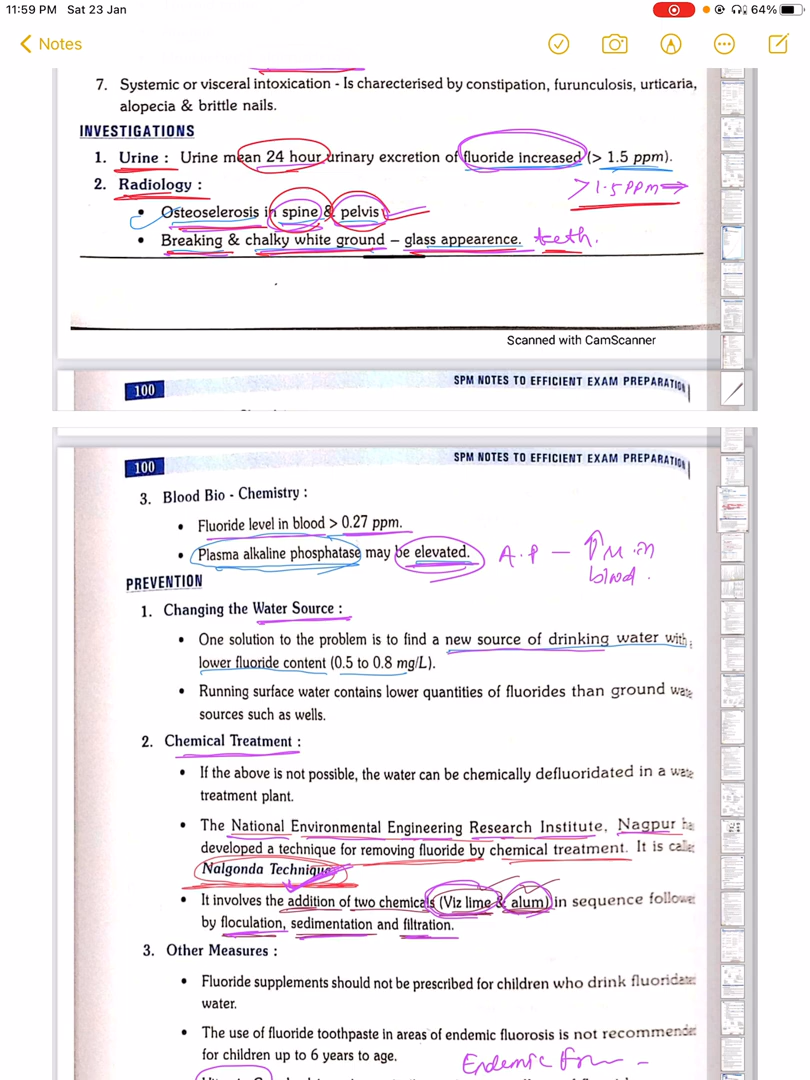 11:59 PM Sat 23 Jan
64%
Notes
7. Systemic or visceral intoxication - Is charecterised by constipation, furunculosis, urticaria,
alopecia & brittle nails.
INVESTIGATIONS
1. Urine : Urine mean 24 hour urinary excretion of fluoride increased (> 1.5 ppm).
2. Radiology :
> 1.5 PPM
• Osteoselerosis in spine & pelvis
• Breaking & chalky white ground – glass appearence. teeth.
Scanned with CamScanner
100 SPM NOTES TO EFFICIENT EXAM PREPARATION
100 SPM NOTES TO EFFICIENT EXAM PREPARATION
3. Blood Bio - Chemistry :
• Fluoride level in blood > 0.27 ppm.
• Plasma alkaline phosphatase may be elevated. A.P – ↑ in
blood.
PREVENTION
1. Changing the Water Source :
• One solution to the problem is to find a new source of drinking water with
lower fluoride content (0.5 to 0.8 mg/L).
• Running surface water contains lower quantities of fluorides than ground wate
sources such as wells.
2. Chemical Treatment :
• If the above is not possible, the water can be chemically defluoridated in a wate
treatment plant.
• The National Environmental Engineering Research Institute, Nagpur ha
developed a technique for removing fluoride by chemical treatment. It is calle
Nalgonda Technique
• It involves the addition of two chemicals (Viz lime & alum) in sequence followe
by floculation, sedimentation and filtration.
3. Other Measures :
• Fluoride supplements should not be prescribed for children who drink fluoridate
water.
• The use of fluoride toothpaste in areas of endemic fluorosis is not recommende
for children up to 6 years to age.
Endemic